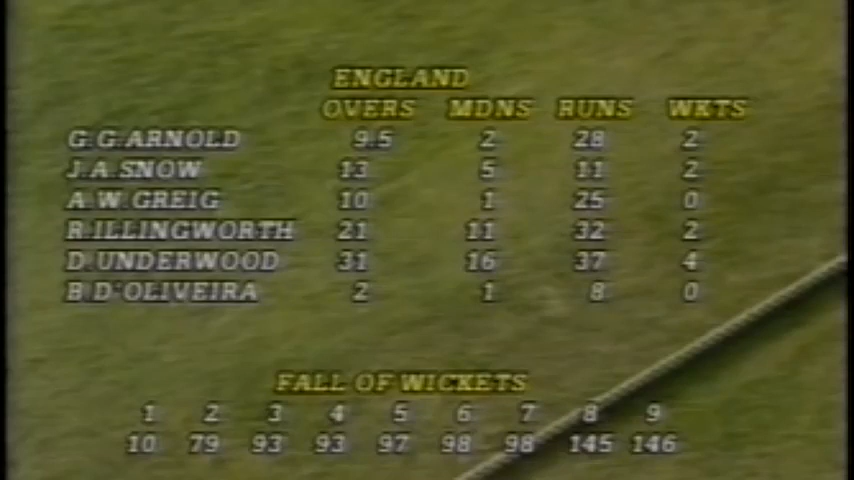 ENGLAND
OVERS MDNS RUNS WKTS
G.G.ARNOLD 9.5 2 28 2
J.A.SNOW 13 5 11 2
A.W.GREIG 10 1 25 0
R.ILLINGWORTH 21 11 32 2
D.UNDERWOOD 31 16 37 4
B.D'OLIVEIRA 2 1 8 0
FALL OF WICKETS
1 2 3 4 5 6 7 8 9
10 79 93 93 97 98 98 145 146